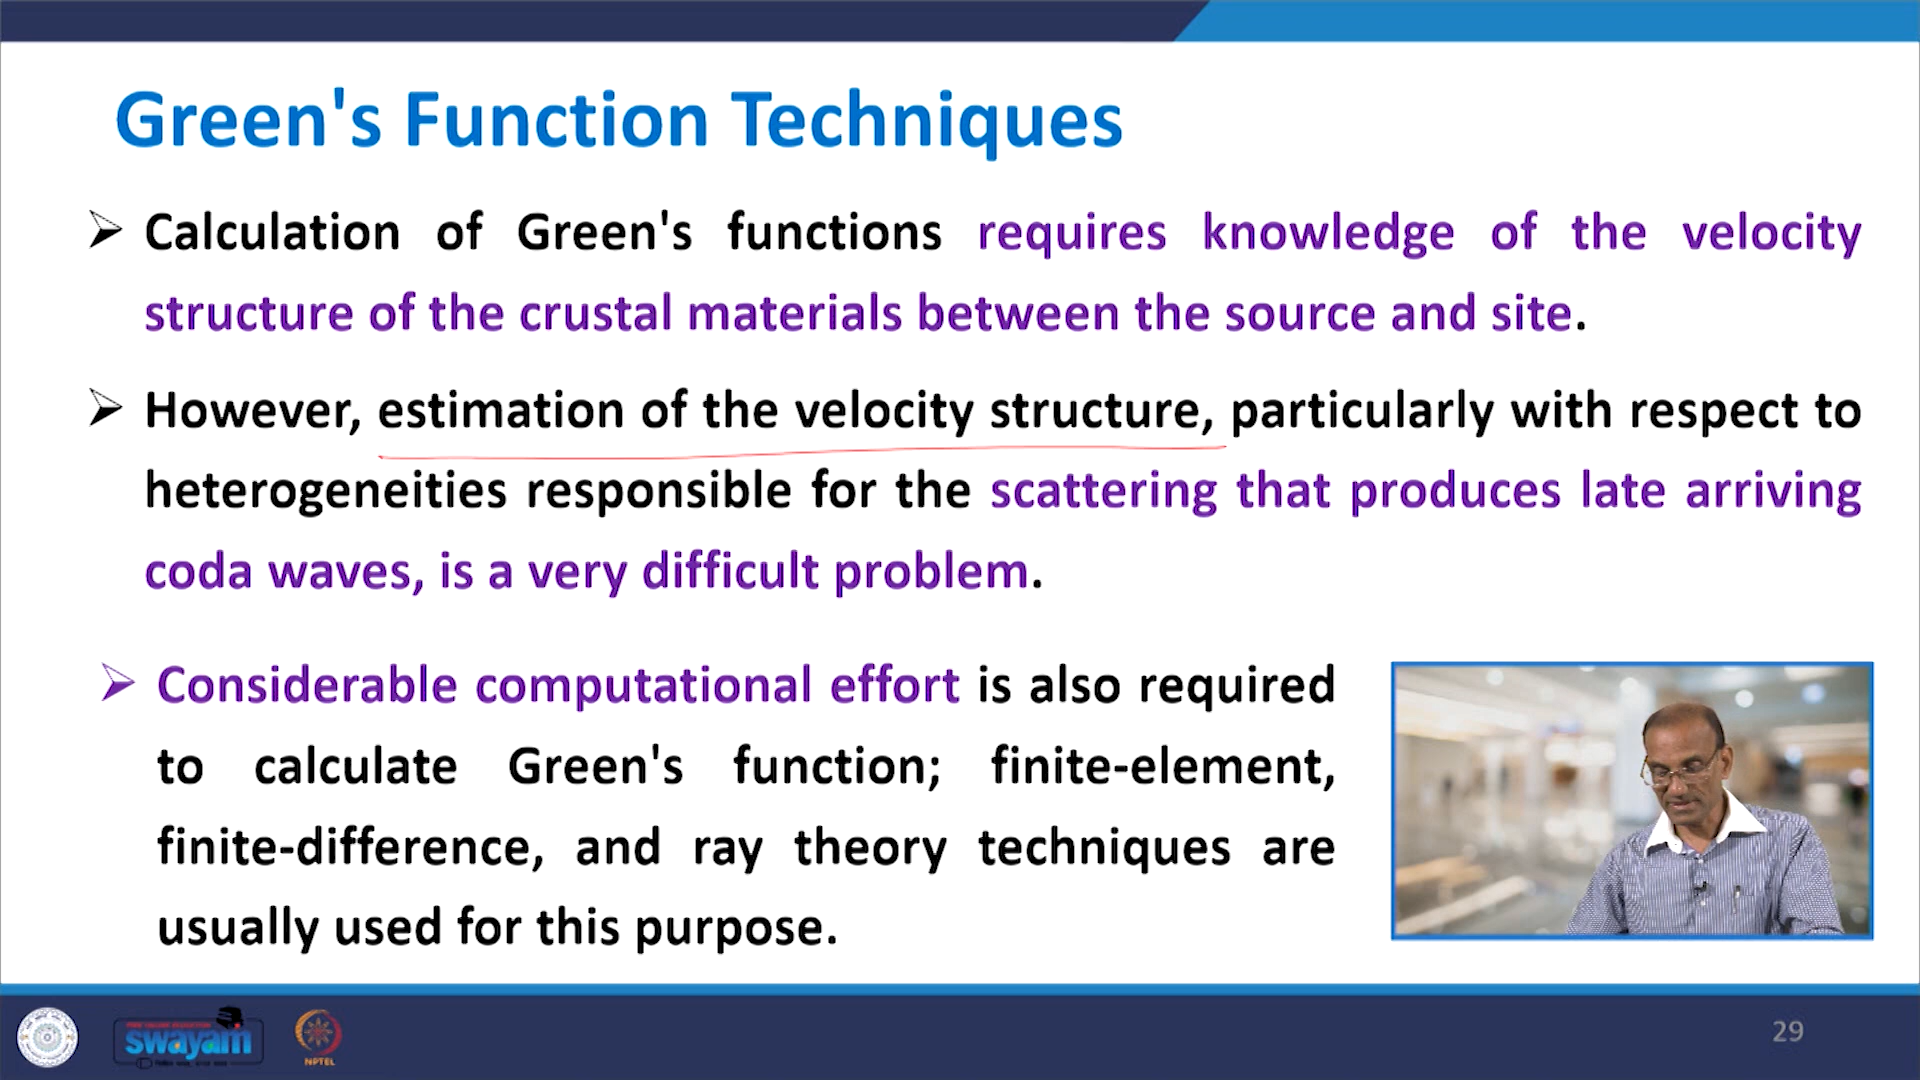 Green's Function Techniques
Calculation of Green's functions requires knowledge of the velocity
structure of the crustal materials between the source and site.
However, estimation of the velocity structure, particularly with respect to
heterogeneities responsible for the scattering that produces late arriving
coda waves, is a very difficult problem.
Considerable computational effort is also required
to calculate Green's function; finite-element,
finite-difference, and ray theory techniques are
usually used for this purpose.
swayam
NPTEL
29